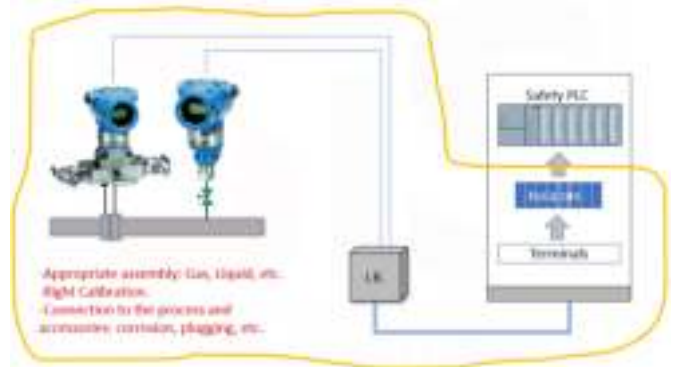 Safety PLC
Terminals
J.B.
-Appropriate assembly: Gas, Liquid, etc.
-Right Calibration.
-Connection to the process and
accessories: corrosion, plugging, etc.